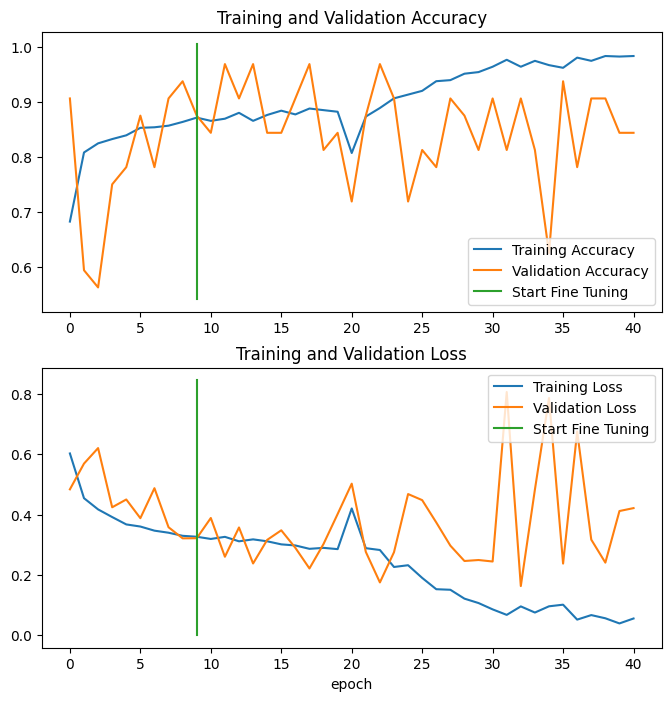 Training and Validation Accuracy
1.0
0.9
0.8
0.7
0.6
Training Accuracy
Validation Accuracy
Start Fine Tuning
0 5 10 15 20 25 30 35 40
Training and Validation Loss
0.8
0.6
0.4
0.2
0.0
Training Loss
Validation Loss
Start Fine Tuning
0 5 10 15 20 25 30 35 40
epoch